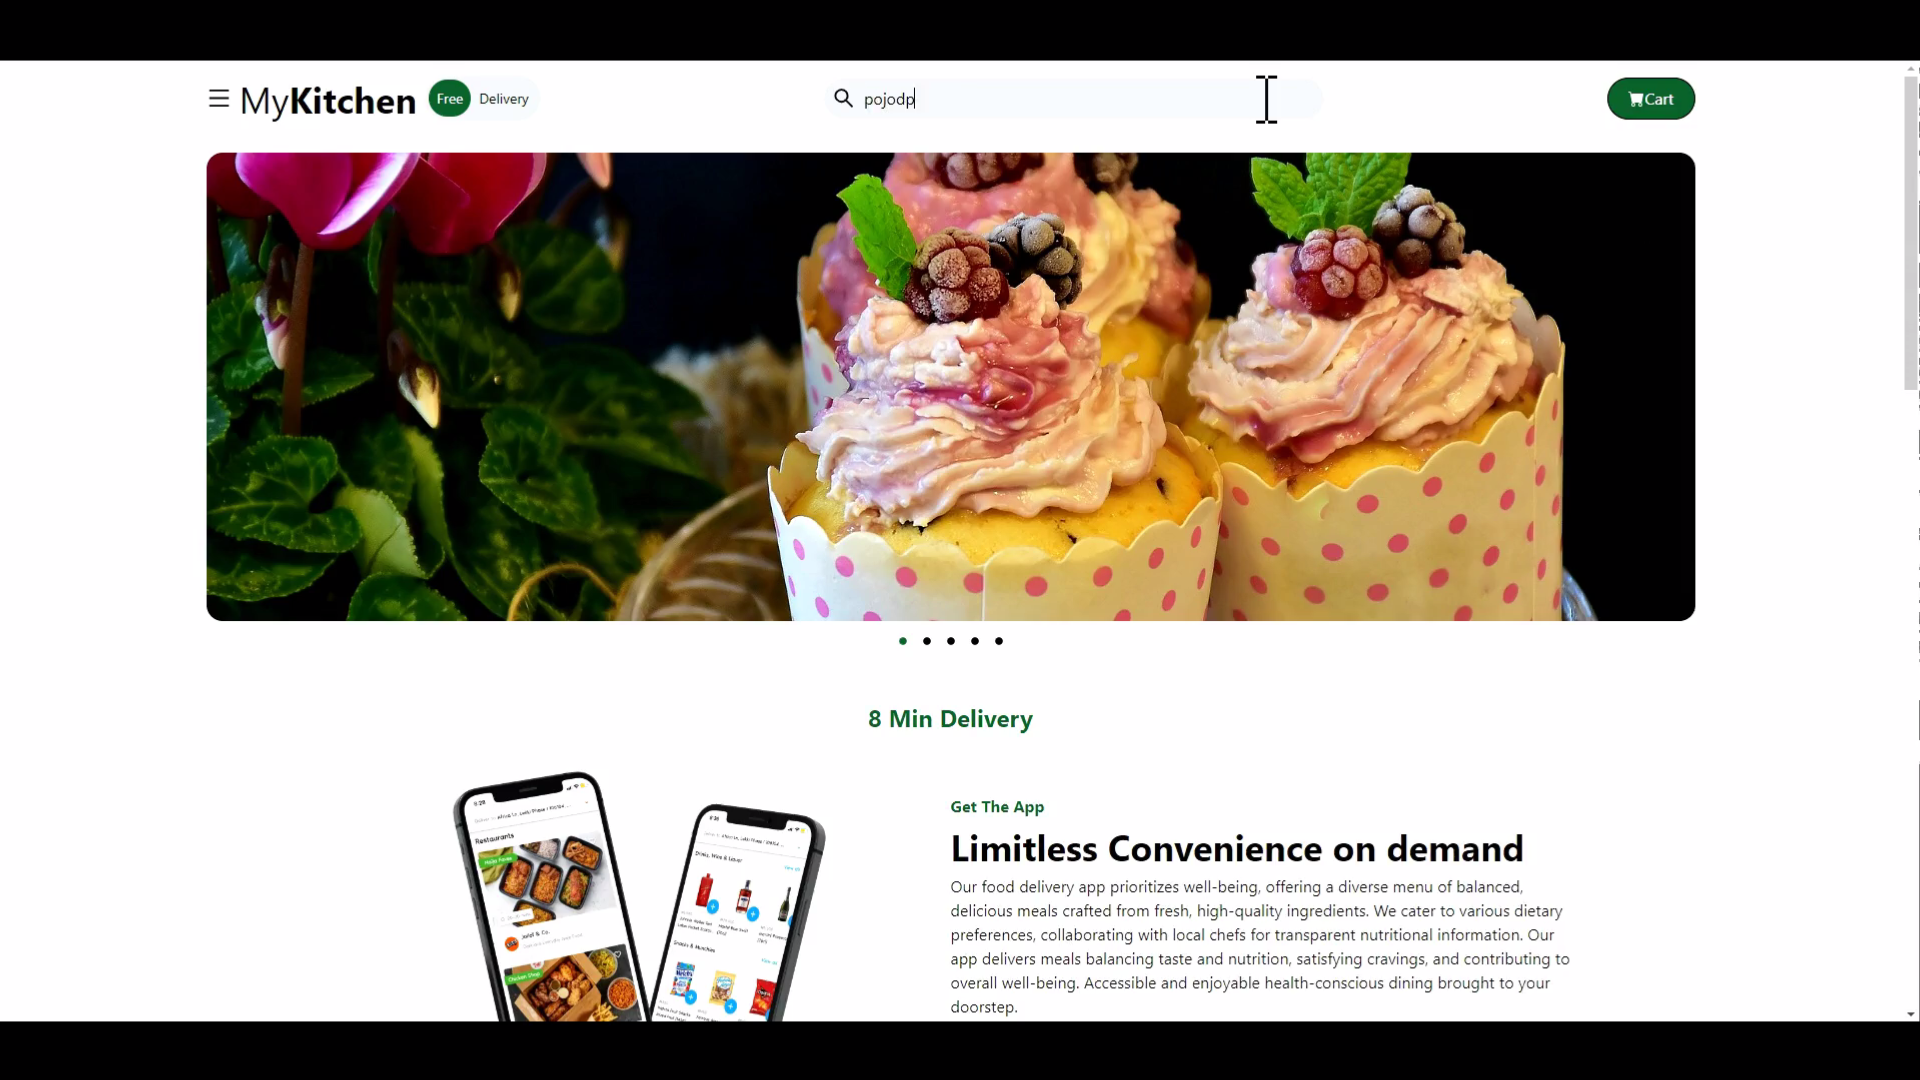 MyKitchen Free Delivery
pojodp
Cart
8 Min Delivery
Restaurants
Get The App
Limitless Convenience on demand
Our food delivery app prioritizes well-being, offering a diverse menu of balanced,
delicious meals crafted from fresh, high-quality ingredients. We cater to various dietary
preferences, collaborating with local chefs for transparent nutritional information. Our
app delivers meals balancing taste and nutrition, satisfying cravings, and contributing to
overall well-being. Accessible and enjoyable health-conscious dining brought to your
doorstep.